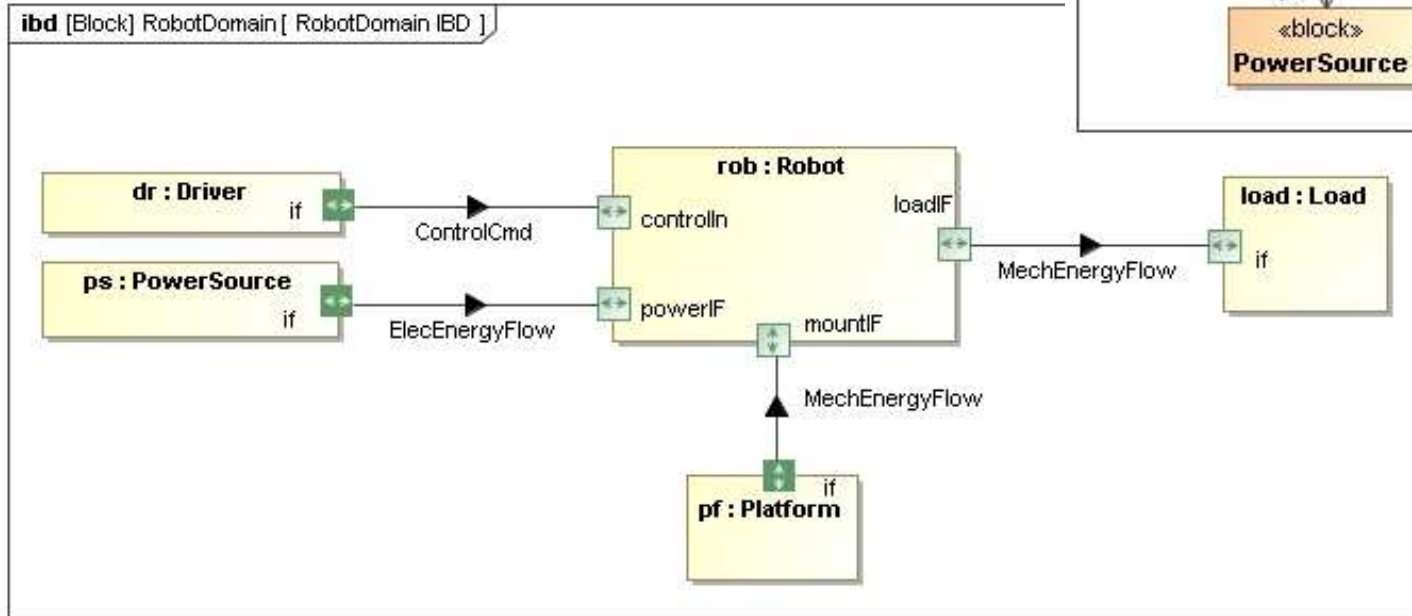 ibd [Block] RobotDomain [ RobotDomain IBD ]
«block»
PowerSource
dr : Driver
if
ControlCmd
ps : PowerSource
if
ElecEnergyFlow
rob : Robot
controlIn
loadIF
powerIF
mountIF
MechEnergyFlow
load : Load
if
MechEnergyFlow
if
pf : Platform